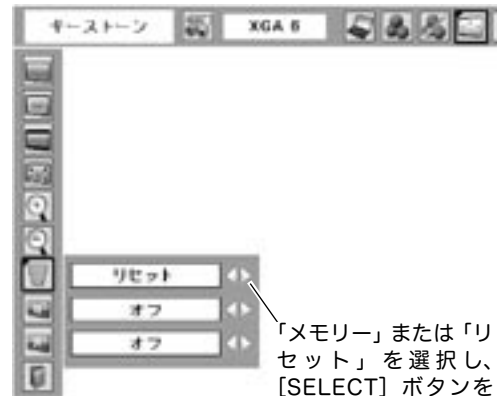 キーストーン
XGA 6
リセット
オフ
オフ
「メモリー」または「リ
セット」を選択し、
［SELECT］ボタンを